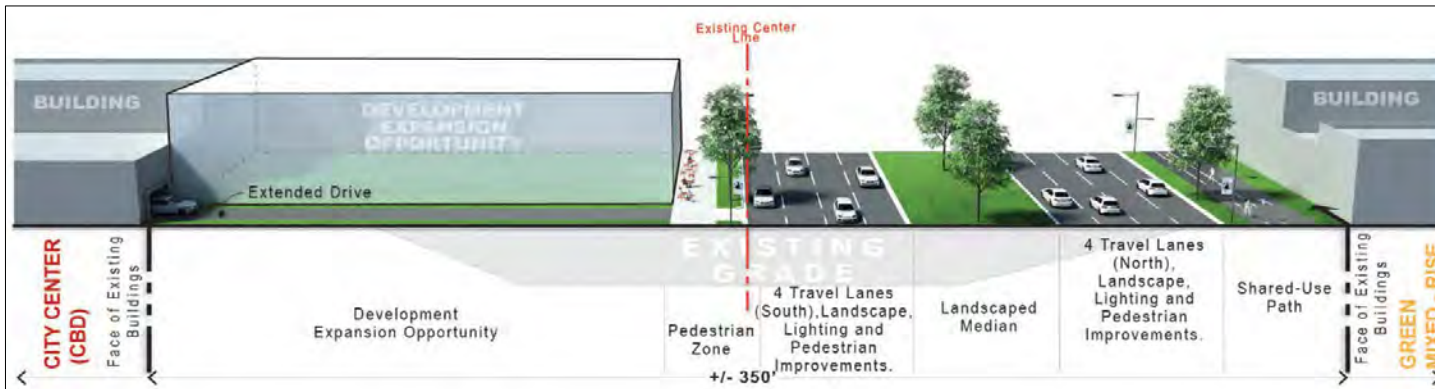 Existing Center
Line
BUILDING
DEVELOPMENT
EXPANSION
OPPORTUNITY
BUILDING
Extended Drive
EXISTING
GRADE
CITY CENTER
(CBD)
Face of Existing
Buildings
Development
Expansion Opportunity
Pedestrian
Zone
4 Travel Lanes
(South),Landscape,
Lighting and
Pedestrian
Improvements.
Landscaped
Median
4 Travel Lanes
(North),
Landscape,
Lighting and
Pedestrian
Improvements.
Shared-Use
Path
Face of Existing
Buildings
GREEN
MIXED - RISE
+/- 350'